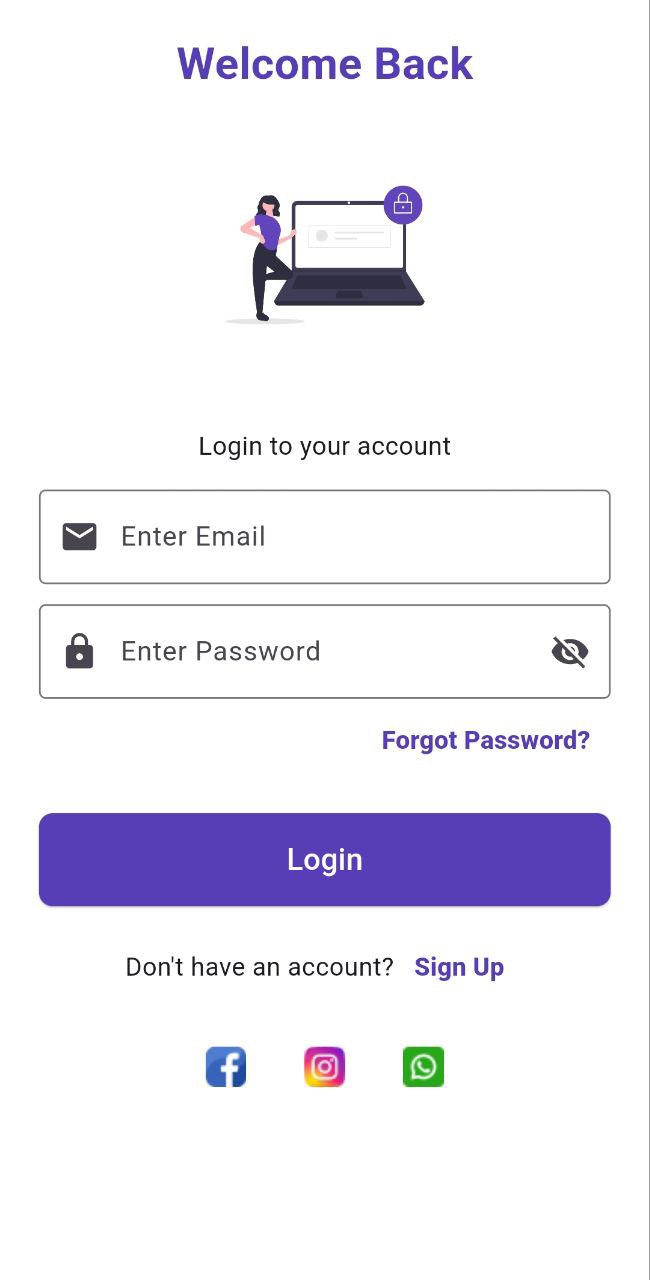 Welcome Back
Login to your account
Enter Email
Enter Password
Forgot Password?
Login
Don't have an account? Sign Up